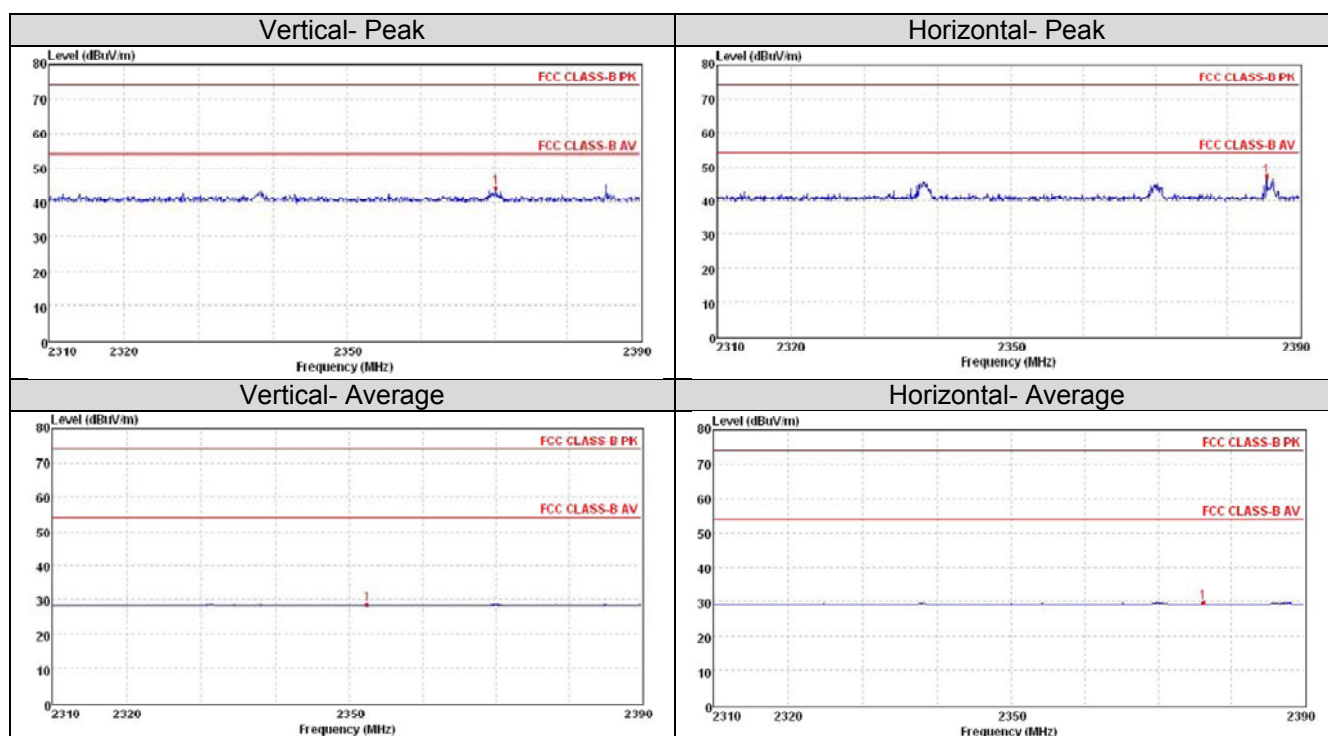 Vertical- Peak
Level (dBuV/m)
80
FCC CLASS-B PK
70
60
FCC CLASS-B AV
50
1
40
30
20
10
0
2310 2320 2350 2390
Frequency (MHz)
Horizontal- Peak
Level (dBuV/m)
80
FCC CLASS-B PK
70
60
FCC CLASS-B AV
50
1
40
30
20
10
0
2310 2320 2350 2390
Frequency (MHz)
Vertical- Average
Level (dBuV/m)
80
FCC CLASS-B PK
70
60
FCC CLASS-B AV
50
40
30
1
20
10
0
2310 2320 2350 2390
Frequency (MHz)
Horizontal- Average
Level (dBuV/m)
80
FCC CLASS-B PK
70
60
FCC CLASS-B AV
50
40
1
30
20
10
0
2310 2320 2350 2390
Frequency (MHz)